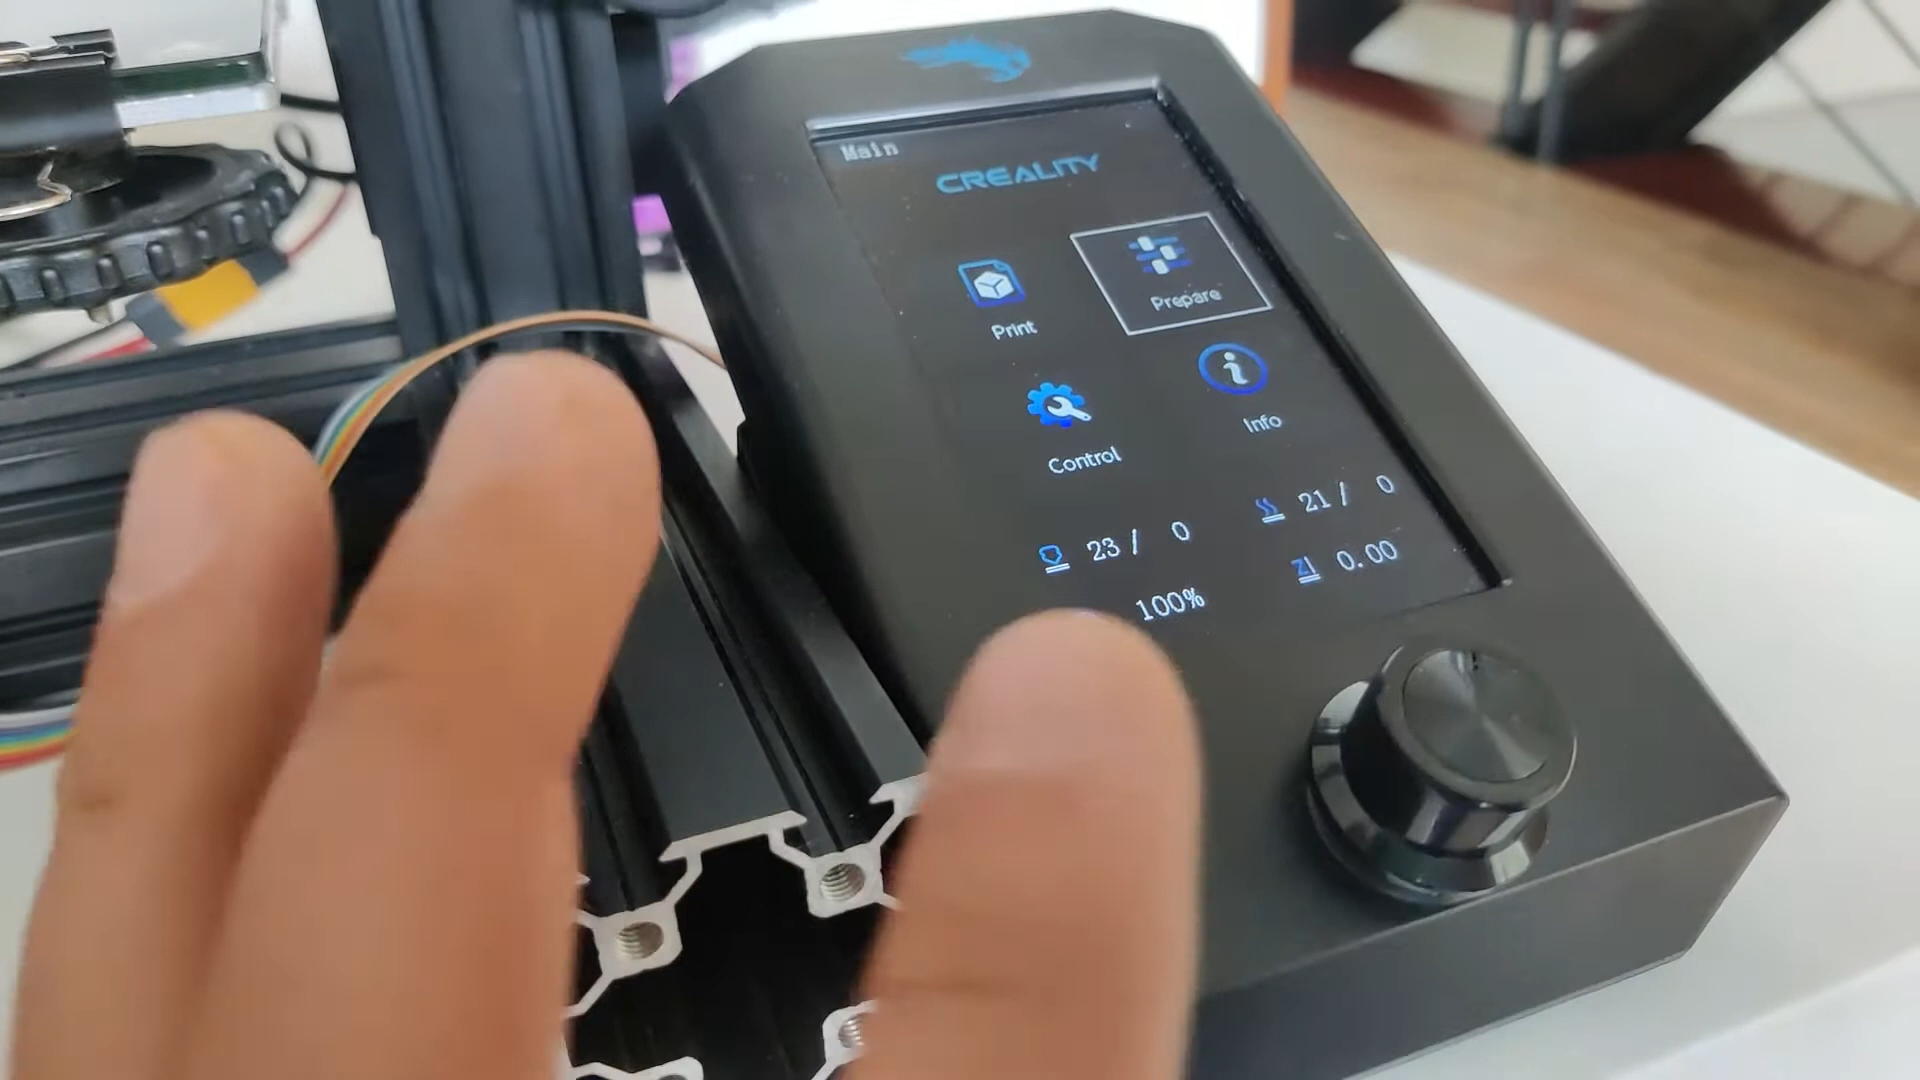 Main
CREALITY
Print
Prepare
Control
Info
23 / 0
21 / 0
100%
Z 0.00